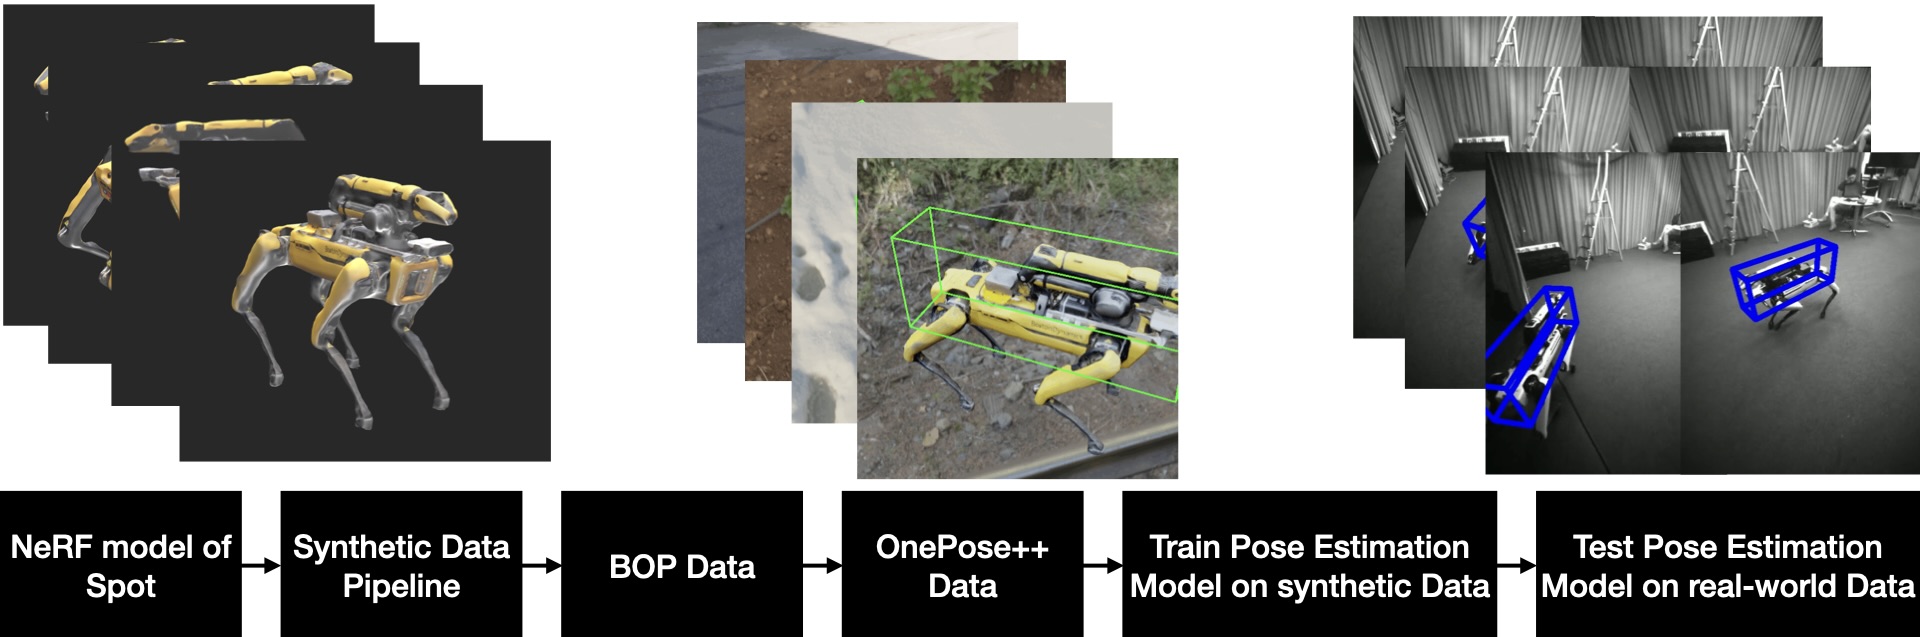 NeRF model of
Spot
Synthetic Data
Pipeline
BOP Data
OnePose++
Data
Train Pose Estimation
Model on synthetic Data
Test Pose Estimation
Model on real-world Data